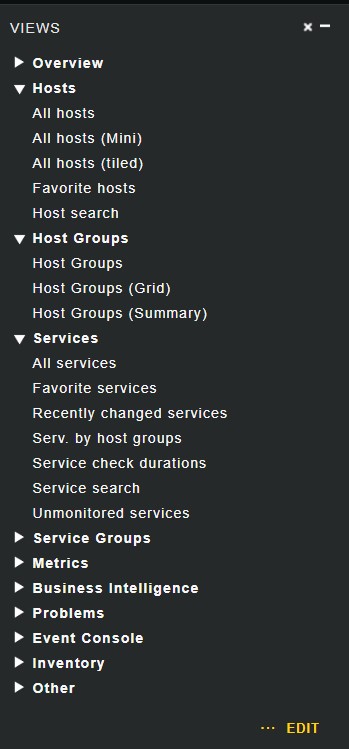 VIEWS
Overview
Hosts
All hosts
All hosts (Mini)
All hosts (tiled)
Favorite hosts
Host search
Host Groups
Host Groups
Host Groups (Grid)
Host Groups (Summary)
Services
All services
Favorite services
Recently changed services
Serv. by host groups
Service check durations
Service search
Unmonitored services
Service Groups
Metrics
Business Intelligence
Problems
Event Console
Inventory
Other
··· EDIT